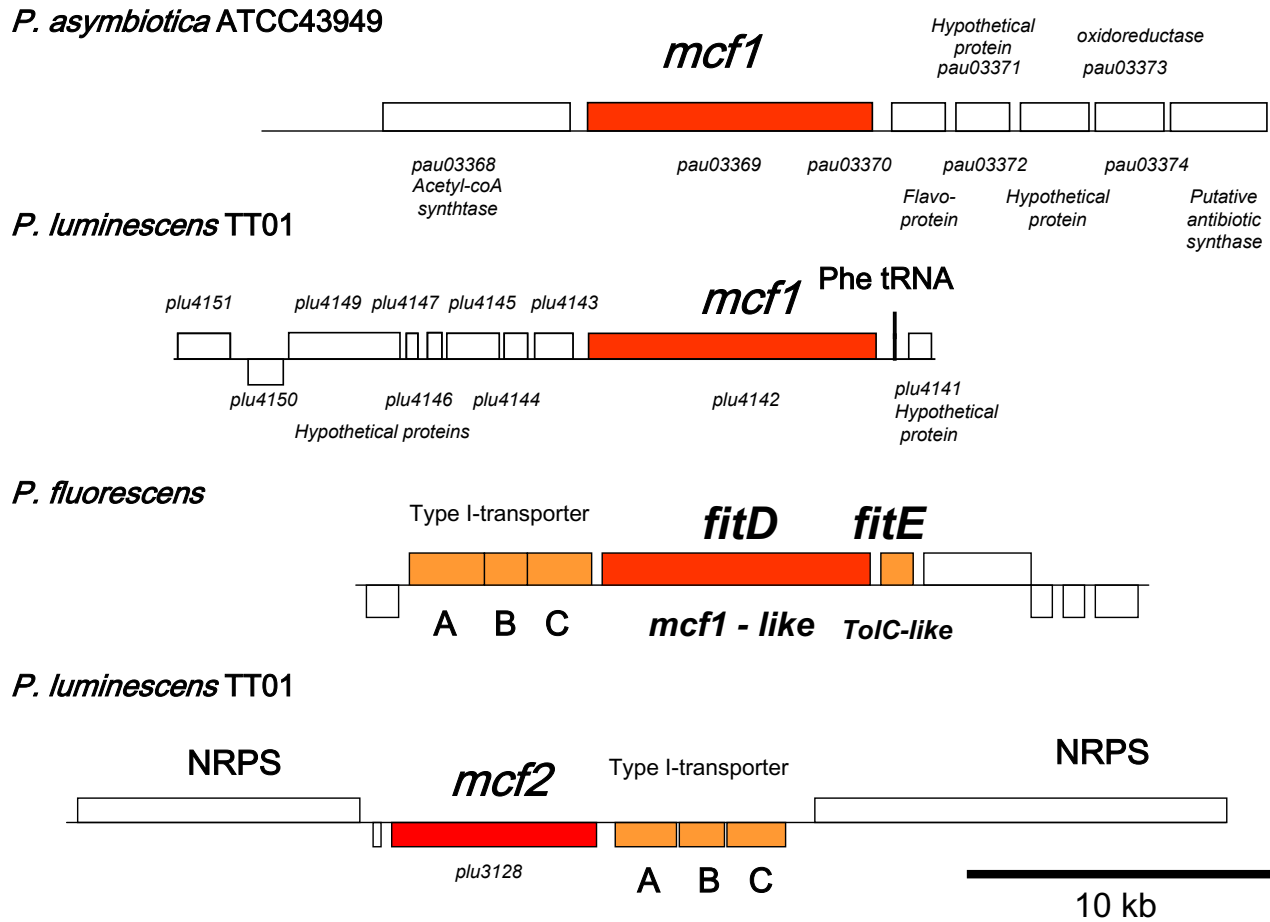 P. asymbiotica ATCC43949
mcf1
Hypothetical
protein
pau03371
oxidoreductase
pau03373
pau03368
Acetyl-coA
synthtase
pau03369
pau03370
pau03372
pau03374
Flavo-
protein
Hypothetical
protein
Putative
antibiotic
synthase
P. luminescens TT01
plu4151
plu4149
plu4147
plu4145
plu4143
mcf1
Phe tRNA
plu4150
plu4146
plu4144
plu4142
plu4141
Hypothetical
protein
Hypothetical proteins
P. fluorescens
Type I-transporter
fitD
fitE
A B C
mcf1 - like
TolC-like
P. luminescens TT01
NRPS
mcf2
Type I-transporter
NRPS
plu3128
A B C
10 kb